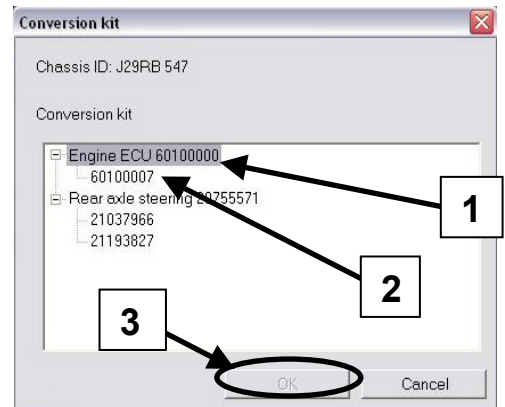 Conversion kit
Chassis ID: J29RB 547
Conversion kit
Engine ECU 60100000
60100007
Rear axle steering 20755571
21037966
21193827
1
2
3
OK
Cancel